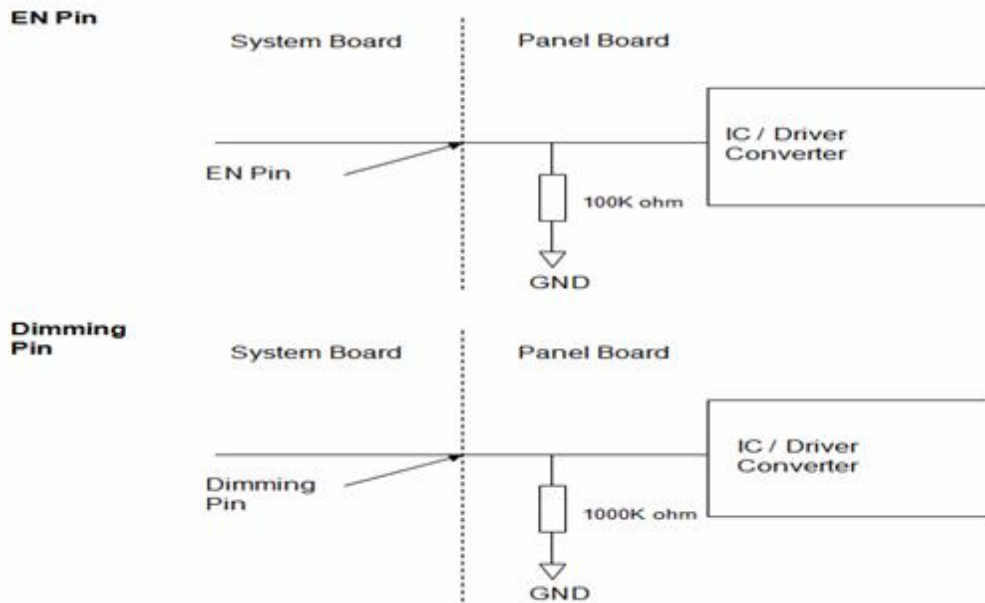 EN Pin
System Board
Panel Board
IC / Driver
Converter
EN Pin
100K ohm
GND
Dimming
Pin
System Board
Panel Board
IC / Driver
Converter
Dimming
Pin
1000K ohm
GND